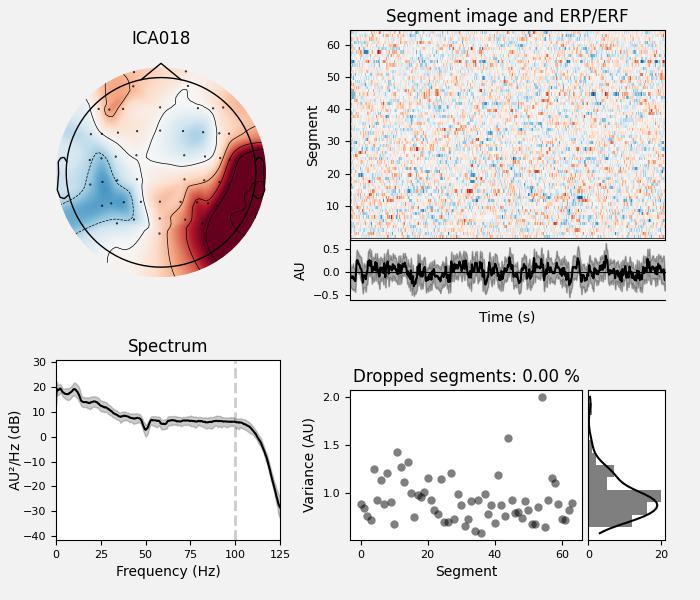 ICA018
Segment image and ERP/ERF
60
50
40
30
20
10
Segment
0.5
0.0
−0.5
AU
Time (s)
Spectrum
30
20
10
0
−10
−20
−30
−40
AU²/Hz (dB)
0
25
50
75
100
125
Frequency (Hz)
Dropped segments: 0.00 %
2.0
1.5
1.0
Variance (AU)
0
20
40
60
Segment
0
20